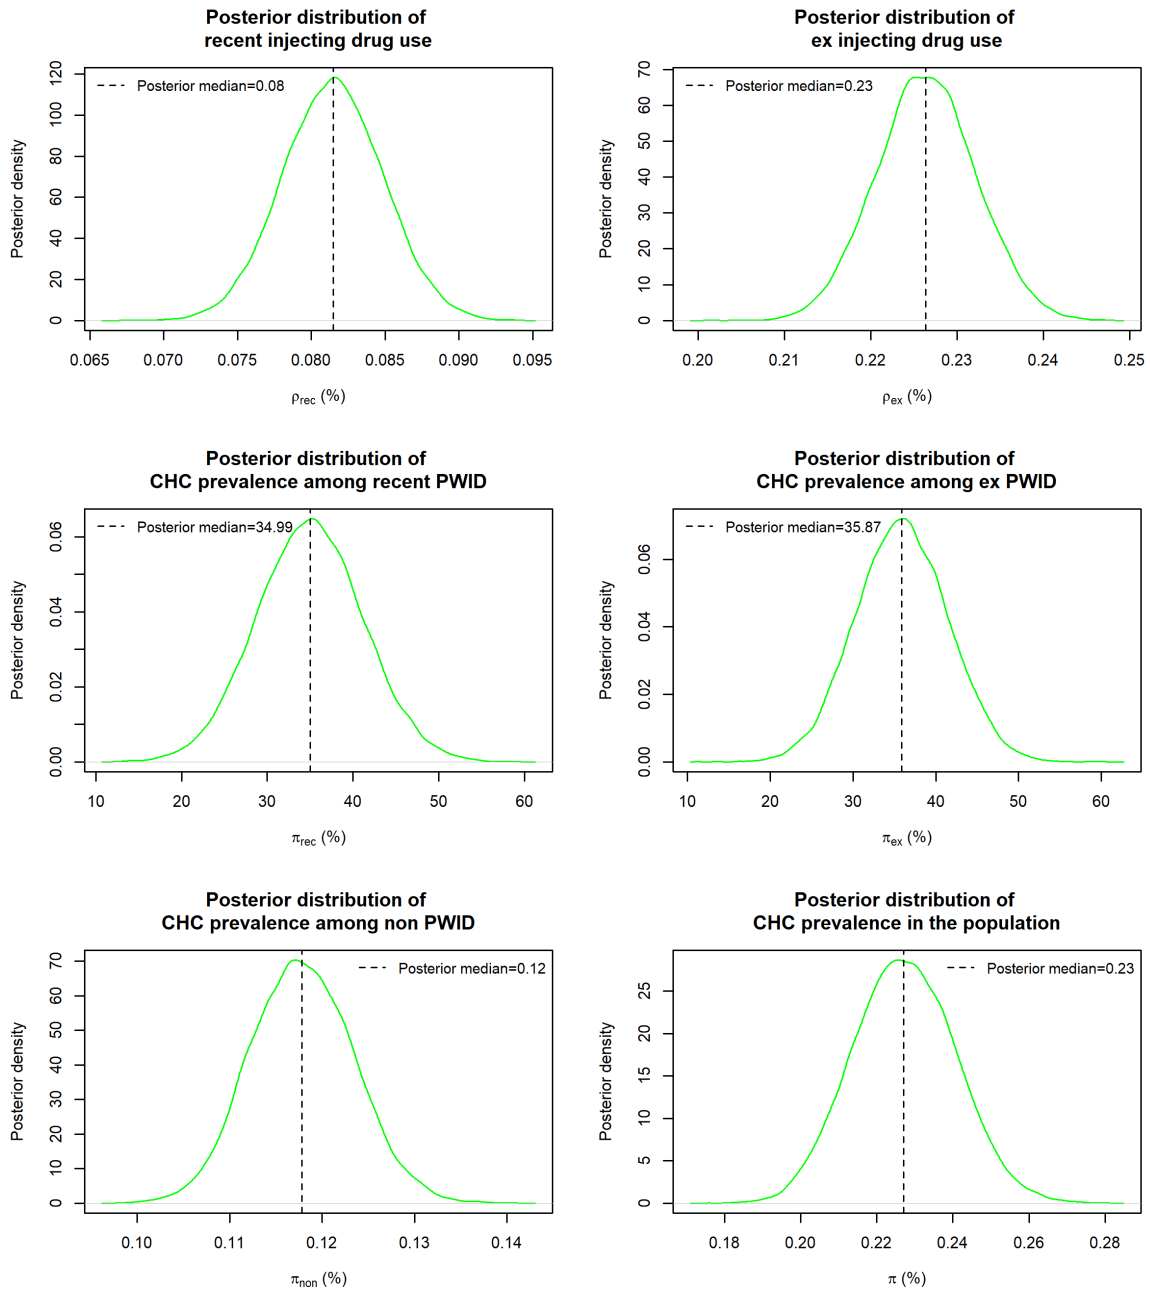 Posterior distribution of
recent injecting drug use
Posterior median=0.08
Posterior density
0
20
40
60
80
100
120
0.065
0.070
0.075
0.080
0.085
0.090
0.095
ρrec (%)
Posterior distribution of
ex injecting drug use
Posterior median=0.23
Posterior density
0
10
20
30
40
50
60
70
0.20
0.21
0.22
0.23
0.24
0.25
ρex (%)
Posterior distribution of
CHC prevalence among recent PWID
Posterior median=34.99
Posterior density
0.00
0.02
0.04
0.06
10
20
30
40
50
60
πrec (%)
Posterior distribution of
CHC prevalence among ex PWID
Posterior median=35.87
Posterior density
0.00
0.02
0.04
0.06
10
20
30
40
50
60
πex (%)
Posterior distribution of
CHC prevalence among non PWID
Posterior median=0.12
Posterior density
0
10
20
30
40
50
60
70
0.10
0.11
0.12
0.13
0.14
πnon (%)
Posterior distribution of
CHC prevalence in the population
Posterior median=0.23
Posterior density
0
5
10
15
20
25
0.18
0.20
0.22
0.24
0.26
0.28
π (%)